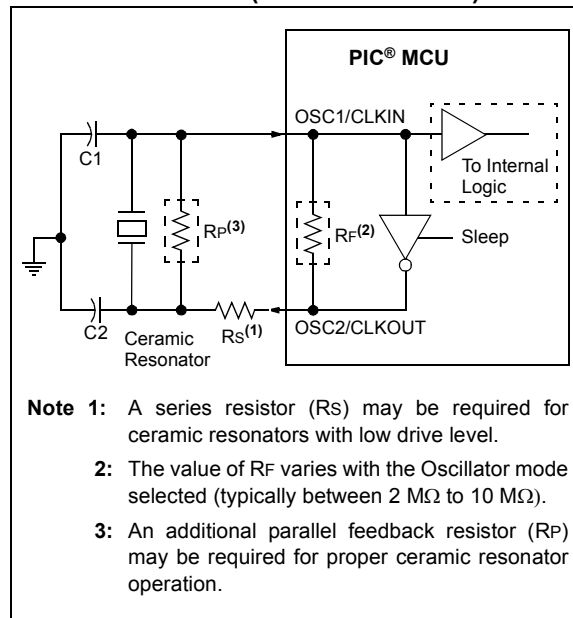 PIC® MCU
OSC1/CLKIN
C1
To Internal
Logic
RP(3)
RF(2)
Sleep
C2
Ceramic
Resonator
RS(1)
OSC2/CLKOUT
Note 1: A series resistor (RS) may be required for
ceramic resonators with low drive level.
2: The value of RF varies with the Oscillator mode
selected (typically between 2 MΩ to 10 MΩ).
3: An additional parallel feedback resistor (RP)
may be required for proper ceramic resonator
operation.